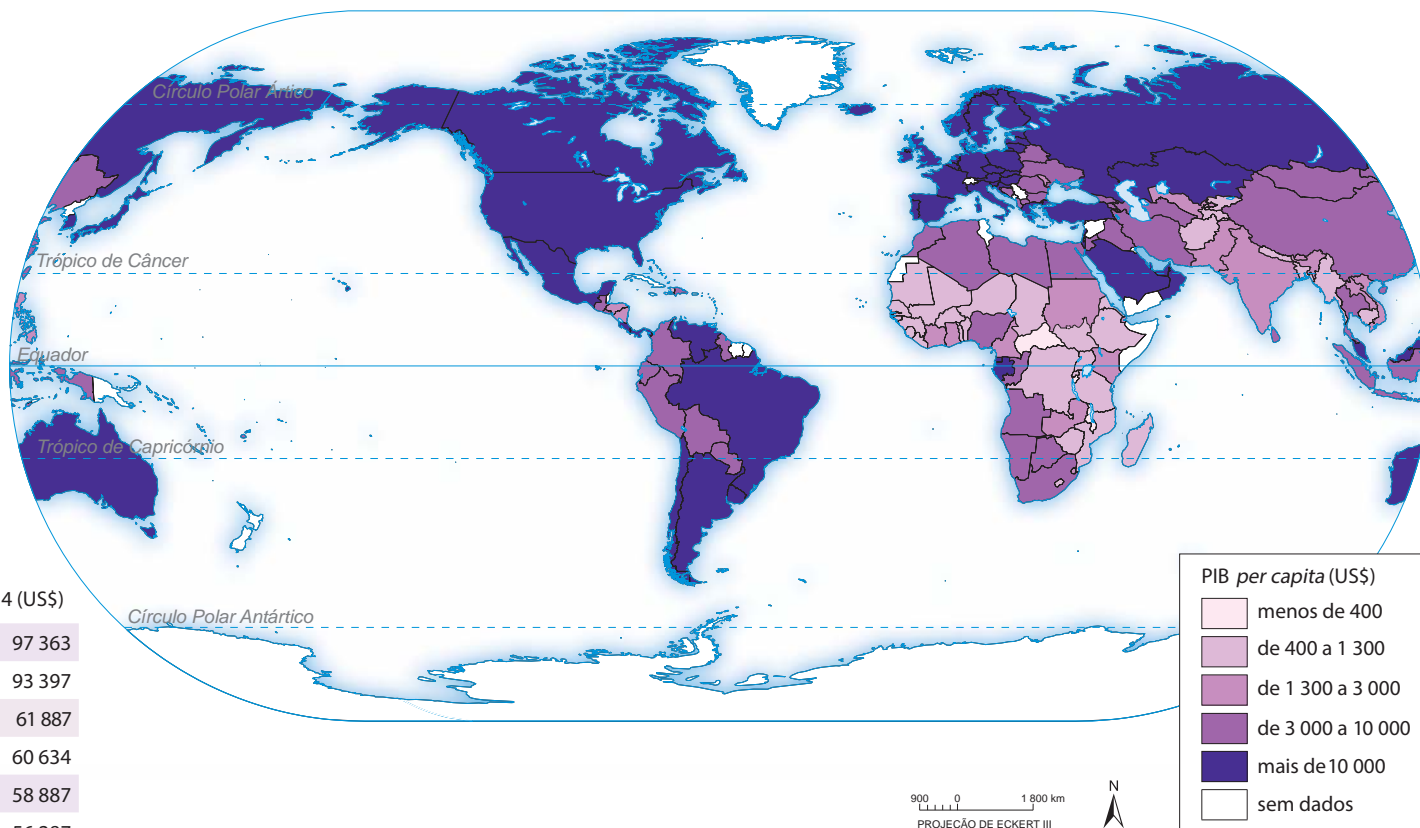 Círculo Polar Ártico
Trópico de Câncer
Equador
Trópico de Capricórnio
Círculo Polar Antártico
4 (US$)
97 363
93 397
61 887
60 634
58 887
PIB per capita (US$)
menos de 400
de 400 a 1 300
de 1 300 a 3 000
de 3 000 a 10 000
mais de 10 000
sem dados
900 0 1 800 km
PROJEÇÃO DE ECKERT III
N